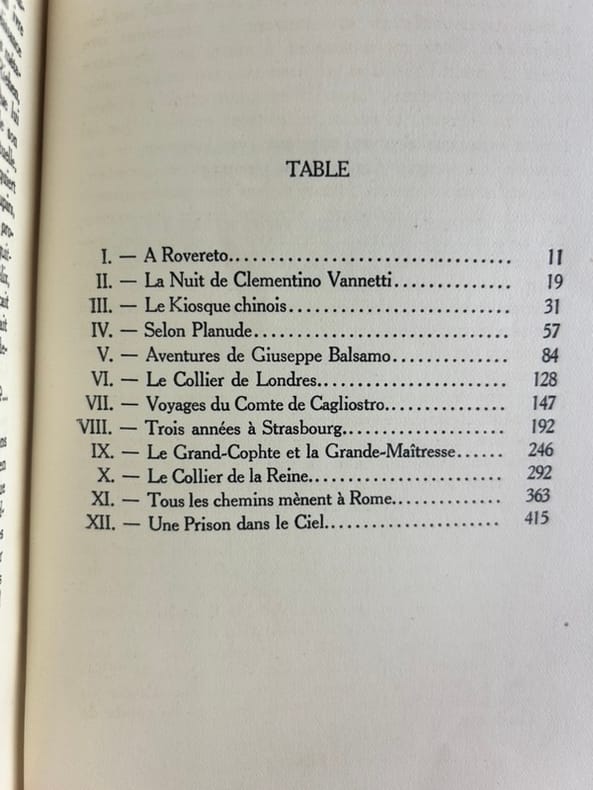 TABLE
I. — A Rovereto.................................. 11
II. — La Nuit de Clementino Vannetti.............. 19
III. — Le Kiosque chinois........................... 31
IV. — Selon Planude................................ 57
V. — Aventures de Giuseppe Balsamo.............. 84
VI. — Le Collier de Londres........................ 128
VII. — Voyages du Comte de Cagliostro............... 147
VIII. — Trois années à Strasbourg.................... 192
IX. — Le Grand-Cophte et la Grande-Maîtresse...... 246
X. — Le Collier de la Reine........................ 292
XI. — Tous les chemins mènent à Rome.............. 363
XII. — Une Prison dans le Ciel...................... 415